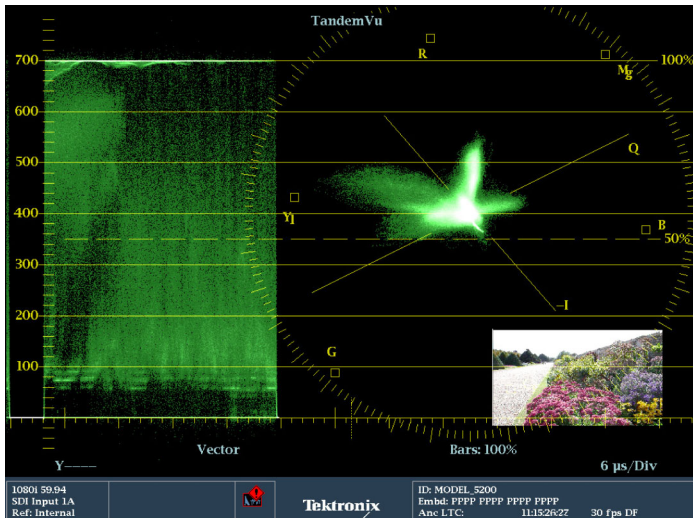 TandemVu
R
Mg
700
100%
600
500
Q
400
Yl
B
50%
300
-I
200
G
100
Vector
Bars: 100%
Y----
6 µs/Div
1080i 59.94
SDI Input 1A
Ref: Internal
Tektronix
ID: MODEL_5200
Embd: PPPP PPPP PPPP PPPP
Anc LTC: 11:15:26:27 30 fps DF